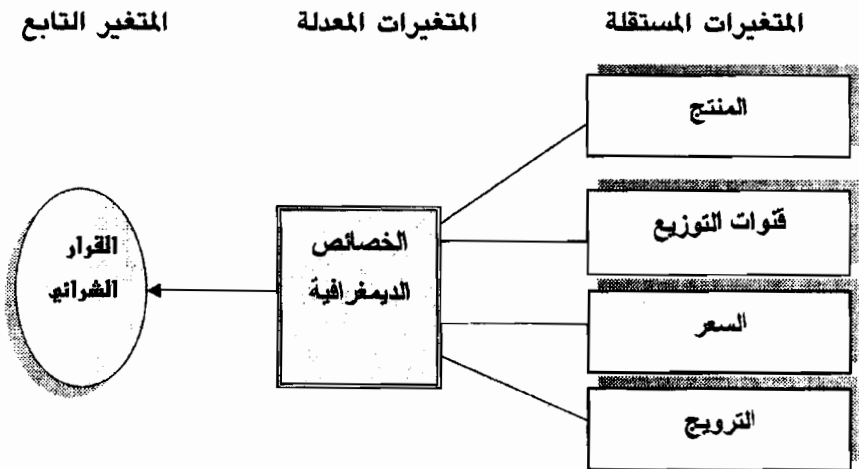 المتغيرات المستقلة
المتغيرات المعدلة
المتغير التابع
المنتج
قنوات التوزيع
السعر
الترويج
الخصائص
الديمغرافية
القرار
الشرائي